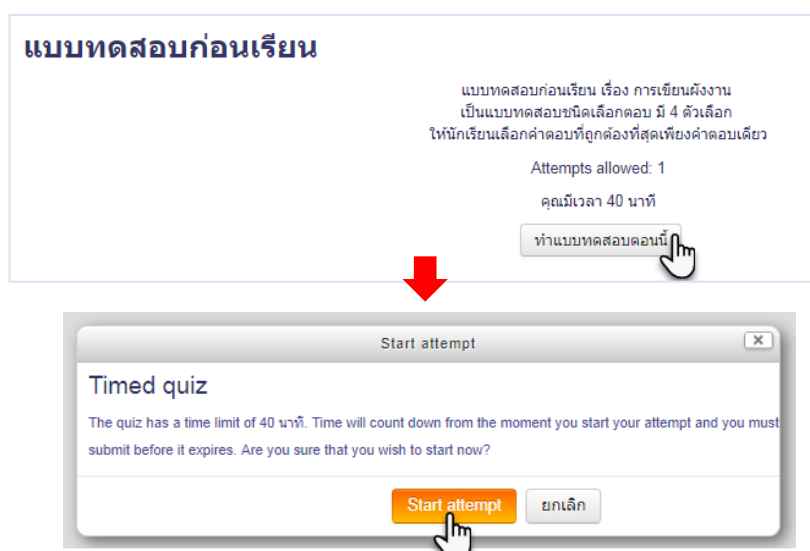 แบบทดสอบก่อนเรียน
แบบทดสอบก่อนเรียน เรื่อง การเขียนผังงาน
เป็นแบบทดสอบชนิดเลือกตอบ มี 4 ตัวเลือก
ให้นักเรียนเลือกคำตอบที่ถูกต้องที่สุดเพียงคำตอบเดียว
Attempts allowed: 1
คุณมีเวลา 40 นาที
ทำแบบทดสอบตอนนี้
Start attempt
Timed quiz
The quiz has a time limit of 40 นาที. Time will count down from the moment you start your attempt and you must
submit before it expires. Are you sure that you wish to start now?
Start attempt
ยกเลิก